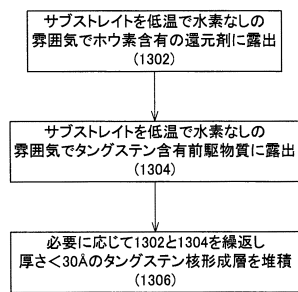 サブストレイトを低温で水素なしの
雰囲気でホウ素含有の還元剤に露出
(1302)
サブストレイトを低温で水素なしの
雰囲気でタングステン含有前駆物質に露出
(1304)
必要に応じて1302と1304を繰返し
厚さ<30Åのタングステン核形成層を堆積
(1306)